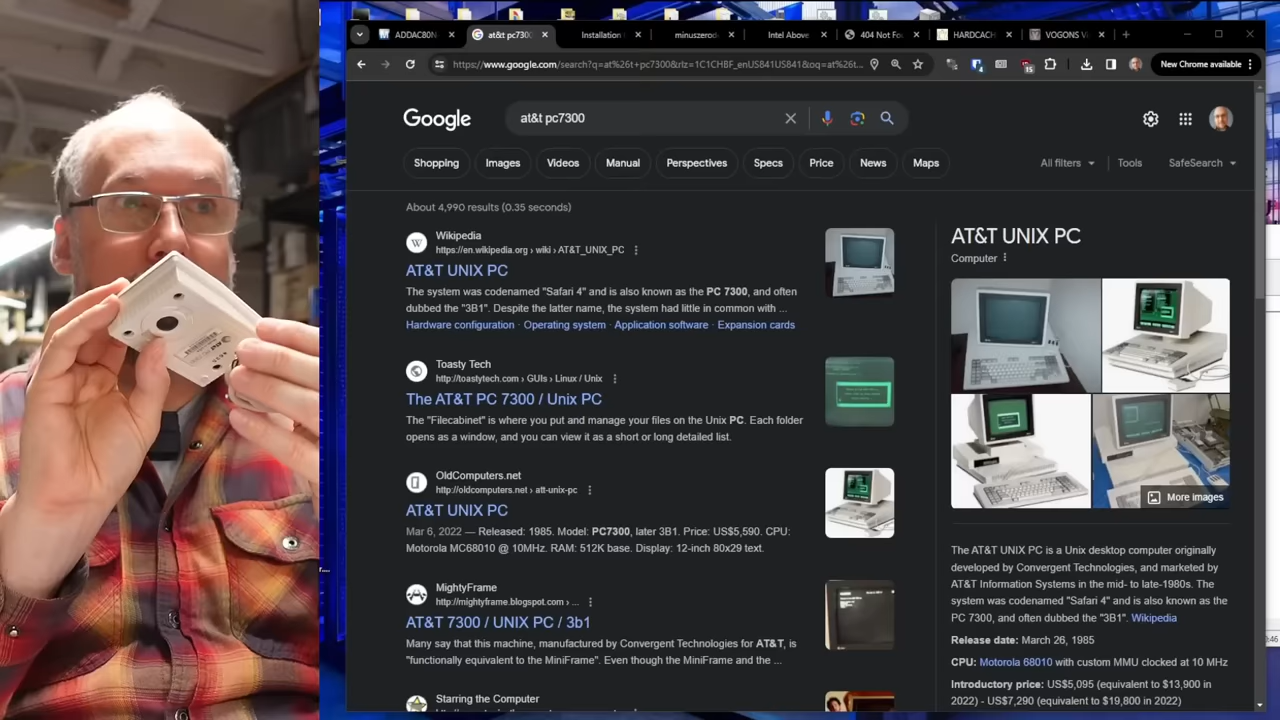 ADDAC80N
at&t pc730
Installation
minuszerod
Intel Above
404 Not Fo
HARDCACH
VOGONS Vi
https://www.google.com/search?q=at%26t+pc7300&rlz=1C1CHBF_enUS841US841&oq=at%26t...
15
New Chrome available
Google
at&t pc7300
Shopping
Images
Videos
Manual
Perspectives
Specs
Price
News
Maps
All filters
Tools
SafeSearch
About 4,990 results (0.35 seconds)
W
Wikipedia
https://en.wikipedia.org › wiki › AT&T_UNIX_PC
AT&T UNIX PC
The system was codenamed "Safari 4" and is also known as the PC 7300, and often
dubbed the "3B1". Despite the latter name, the system had little in common with ...
Hardware configuration · Operating system · Application software · Expansion cards
Toasty Tech
http://toastytech.com › GUIs › Linux / Unix
The AT&T PC 7300 / Unix PC
The "Filecabinet" is where you put and manage your files on the Unix PC. Each folder
opens as a window, and you can view it as a short or long detailed list.
OldComputers.net
http://oldcomputers.net › att-unix-pc
AT&T UNIX PC
Mar 6, 2022 — Released: 1985. Model: PC7300, later 3B1. Price: US$5,590. CPU:
Motorola MC68010 @ 10MHz. RAM: 512K base. Display: 12-inch 80x29 text.
MightyFrame
http://mightyframe.blogspot.com › ...
AT&T 7300 / UNIX PC / 3b1
Many say that this machine, manufactured by Convergent Technologies for AT&T, is
"functionally equivalent to the MiniFrame". Even though the MiniFrame and the ...
Starring the Computer
AT&T UNIX PC
Computer
More images
The AT&T UNIX PC is a Unix desktop computer originally
developed by Convergent Technologies, and marketed by
AT&T Information Systems in the mid- to late-1980s. The
system was codenamed "Safari 4" and is also known as the
PC 7300, and often dubbed the "3B1". Wikipedia
Release date: March 26, 1985
CPU: Motorola 68010 with custom MMU clocked at 10 MHz
Introductory price: US$5,095 (equivalent to $13,900 in
2022) - US$7,290 (equivalent to $19,800 in 2022)